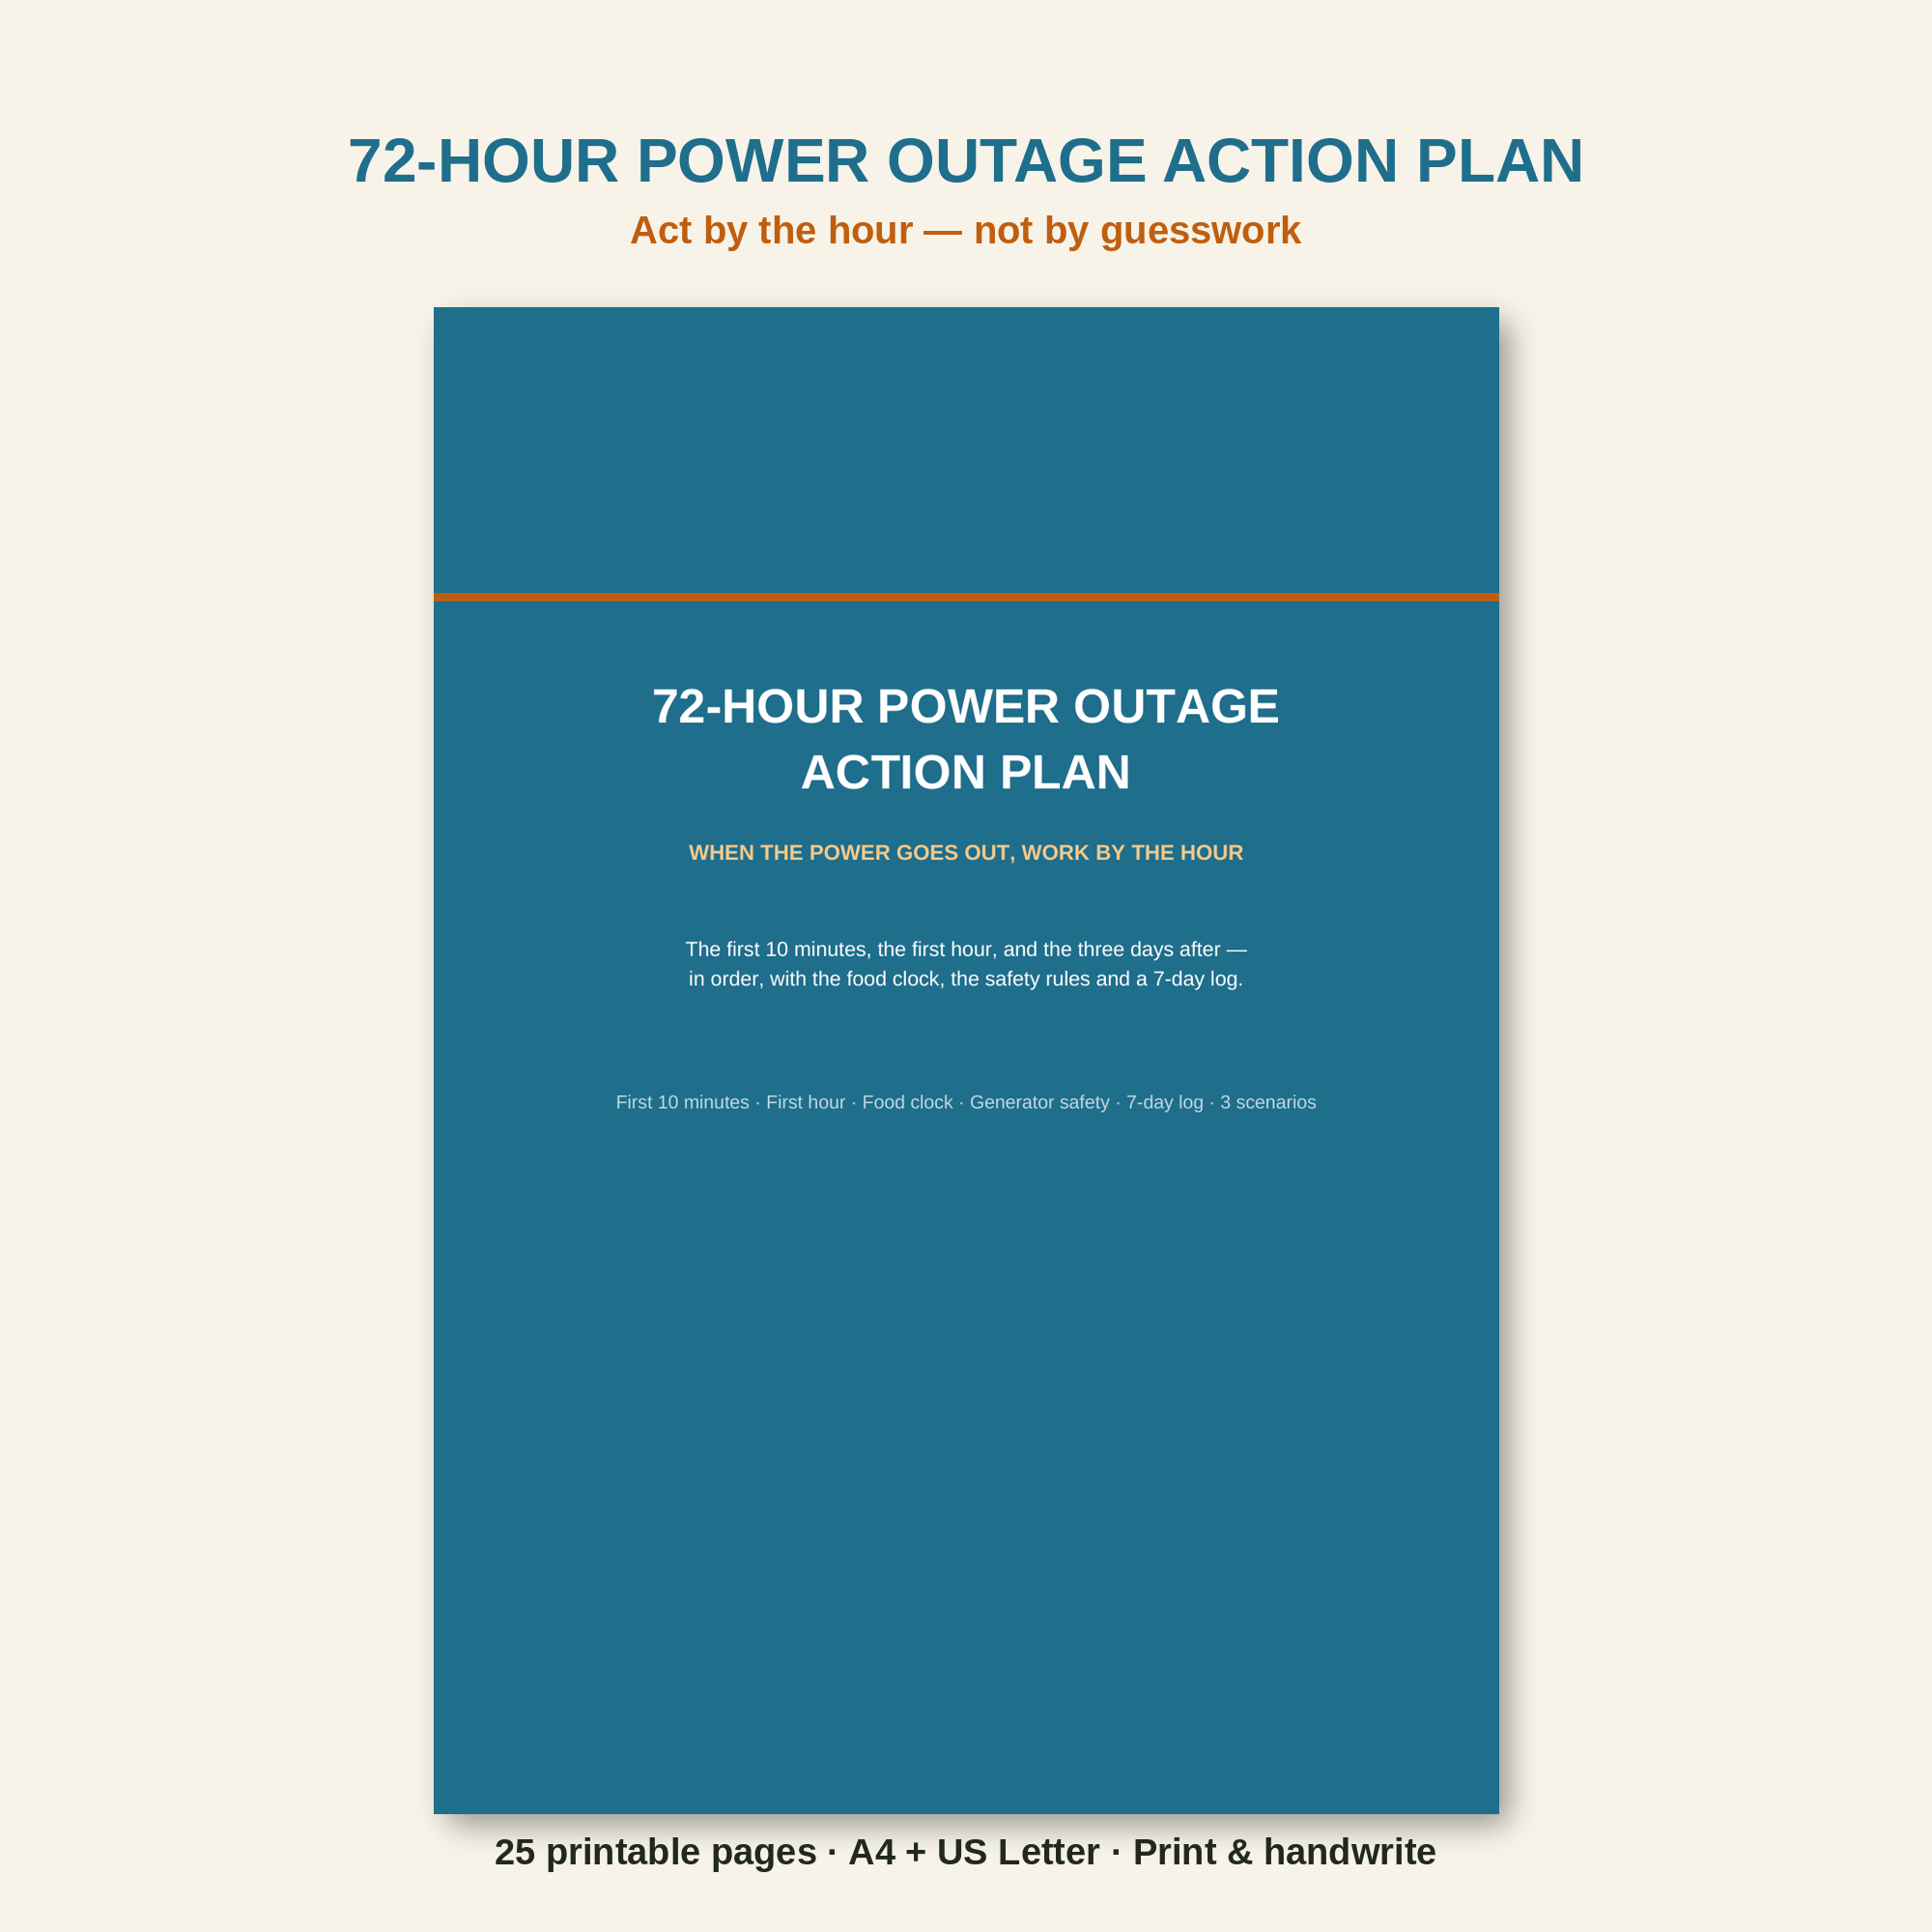 72-HOUR POWER OUTAGE ACTION PLAN
Act by the hour — not by guesswork
72-HOUR POWER OUTAGE
ACTION PLAN
WHEN THE POWER GOES OUT, WORK BY THE HOUR
The first 10 minutes, the first hour, and the three days after —
in order, with the food clock, the safety rules and a 7-day log.
First 10 minutes · First hour · Food clock · Generator safety · 7-day log · 3 scenarios
25 printable pages · A4 + US Letter · Print & handwrite